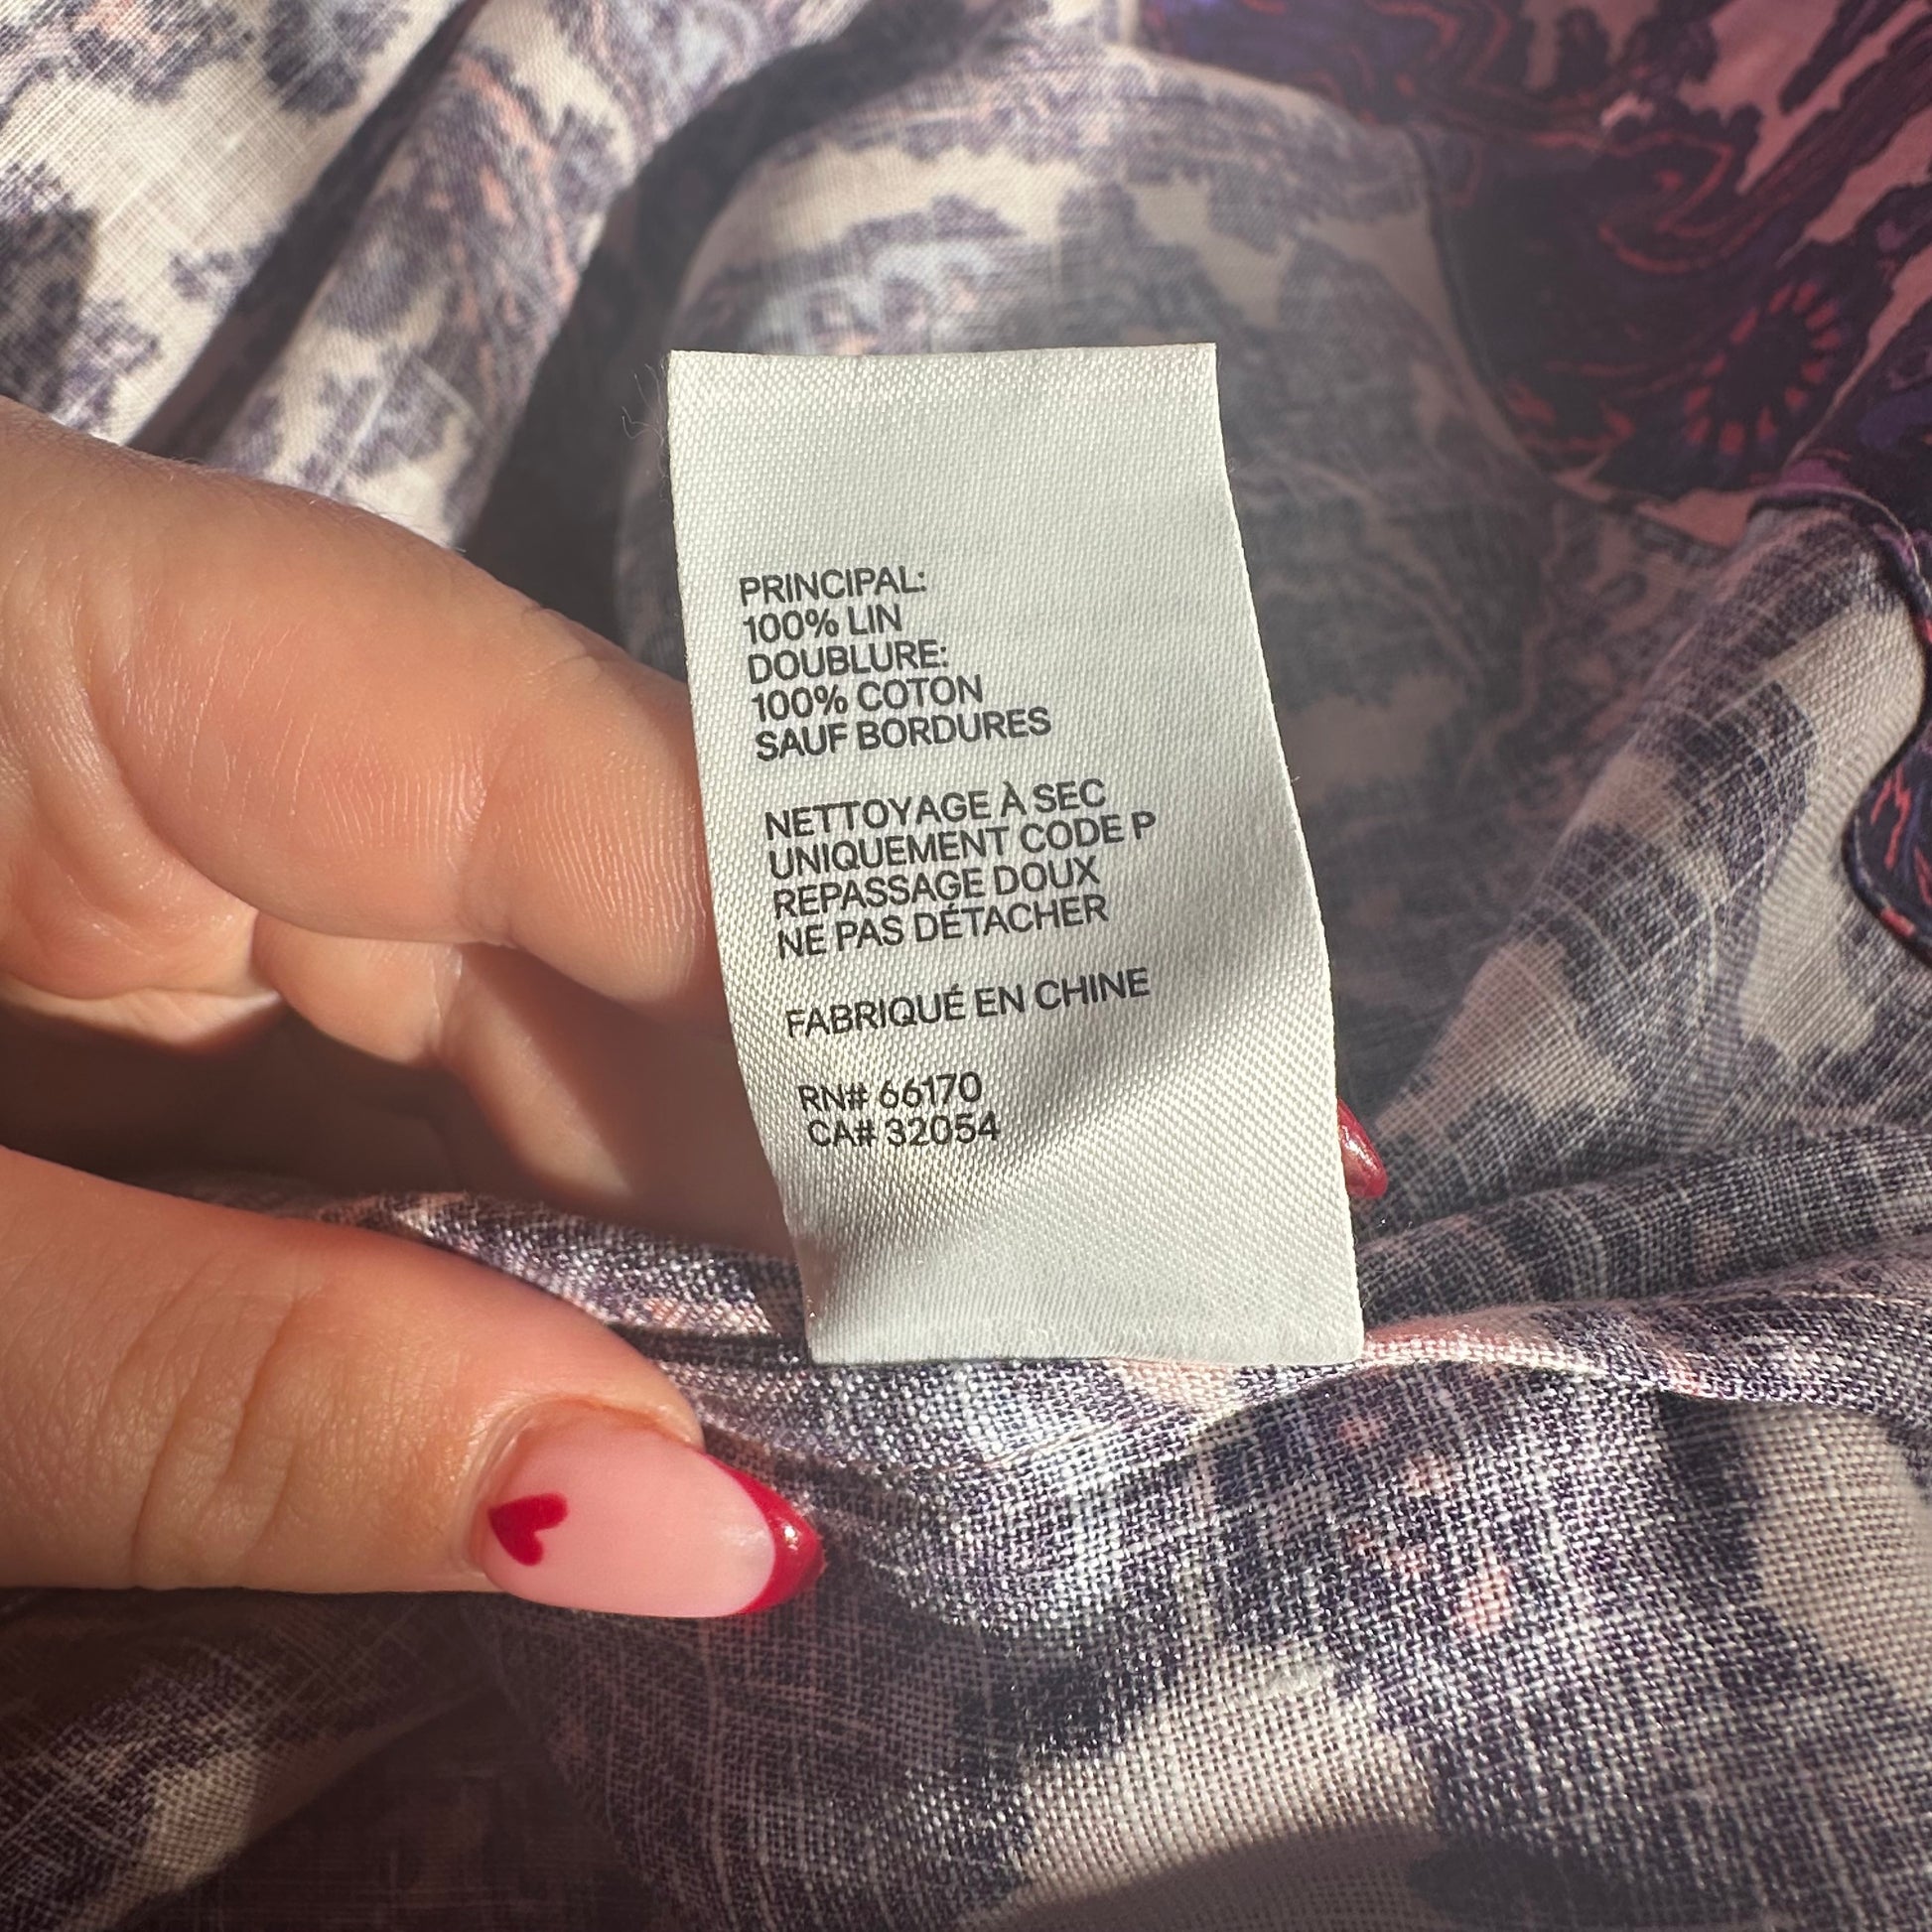 PRINCIPAL:
100% LIN
DOUBLURE:
100% COTON
SAUF BORDURES
NETTOYAGE À SEC
UNIQUEMENT CODE P
REPASSAGE DOUX
NE PAS DÉTACHER
FABRIQUÉ EN CHINE
RN# 66170
CA# 32054